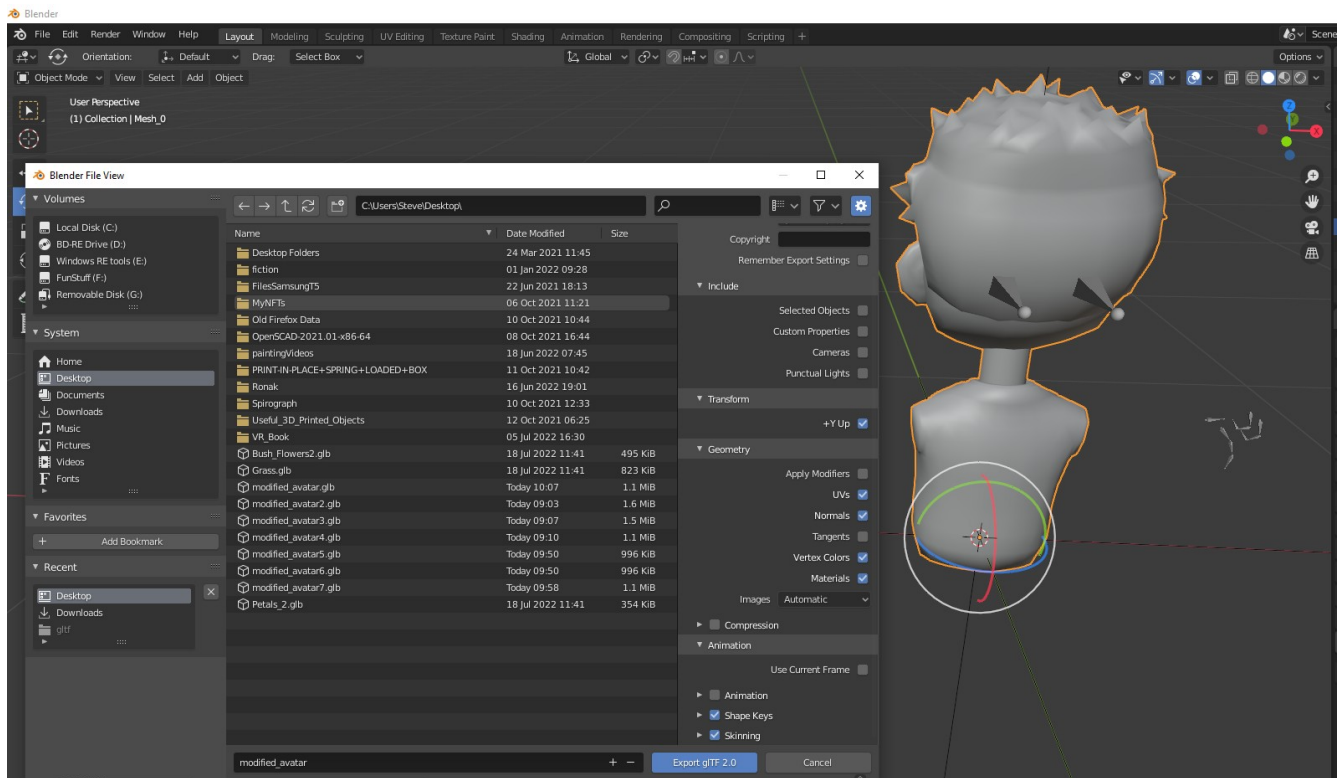 Blender
File Edit Render Window Help Layout Modeling Sculpting UV Editing Texture Paint Shading Animation Rendering Compositing Scripting + Scene
Orientation: Default Drag: Select Box Global Options
Object Mode View Select Add Object
User Perspective
(1) Collection | Mesh_0
Z
Y
X
Blender File View
Volumes
Local Disk (C:)
BD-RE Drive (D:)
Windows RE tools (E:)
FunStuff (F:)
Removable Disk (G:)
System
Home
Desktop
Documents
Downloads
Music
Pictures
Videos
Fonts
Favorites
+ Add Bookmark
Recent
Desktop
Downloads
gltf
C:\Users\Steve\Desktop\
Name Date Modified Size
Desktop Folders 24 Mar 2021 11:45
fiction 01 Jan 2022 09:28
FilesSamsungT5 22 Jun 2021 18:13
MyNFTs 06 Oct 2021 11:21
Old Firefox Data 10 Oct 2021 10:44
OpenSCAD-2021.01-x86-64 08 Oct 2021 16:44
paintingVideos 18 Jun 2022 07:45
PRINT-IN-PLACE+SPRING+LOADED+BOX 11 Oct 2021 10:42
Ronak 16 Jun 2022 19:01
Spirograph 10 Oct 2021 12:33
Useful_3D_Printed_Objects 12 Oct 2021 06:25
VR_Book 05 Jul 2022 16:30
Bush_Flowers2.glb 18 Jul 2022 11:41 495 KiB
Grass.glb 18 Jul 2022 11:41 823 KiB
modified_avatar.glb Today 10:07 1.1 MiB
modified_avatar2.glb Today 09:03 1.6 MiB
modified_avatar3.glb Today 09:07 1.5 MiB
modified_avatar4.glb Today 09:10 1.1 MiB
modified_avatar5.glb Today 09:50 996 KiB
modified_avatar6.glb Today 09:50 996 KiB
modified_avatar7.glb Today 09:58 1.1 MiB
Petals_2.glb 18 Jul 2022 11:41 354 KiB
Copyright
Remember Export Settings
Include
Selected Objects
Custom Properties
Cameras
Punctual Lights
Transform
+Y Up
Geometry
Apply Modifiers
UVs
Normals
Tangents
Vertex Colors
Materials
Images Automatic
Compression
Animation
Use Current Frame
Animation
Shape Keys
Skinning
modified_avatar + − Export glTF 2.0 Cancel